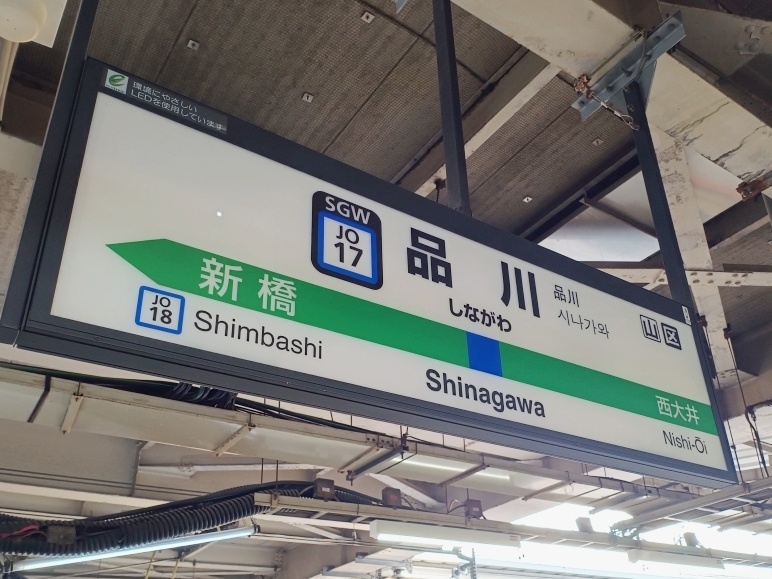 環境にやさしい
LEDを使用しています
SGW
JO
17
品川
しながわ
品川
시나가와
山区
新橋
JO
18
Shimbashi
Shinagawa
西大井
Nishi-Ōi